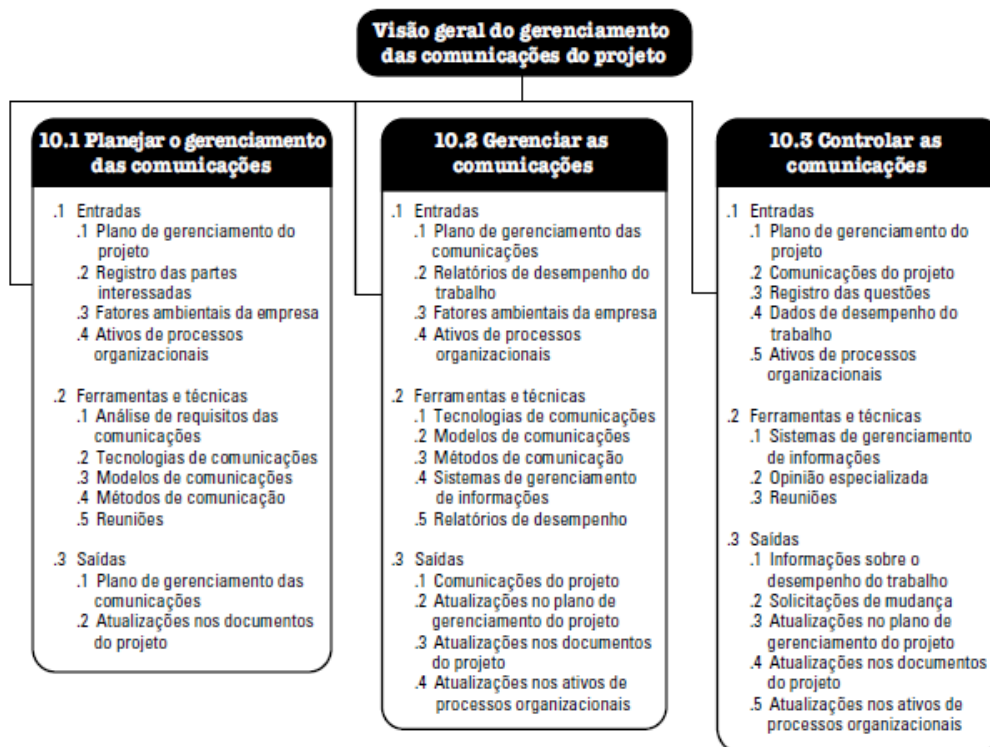 Visão geral do gerenciamento
das comunicações do projeto
10.1 Planejar o gerenciamento
das comunicações
.1 Entradas
.1 Plano de gerenciamento do
projeto
.2 Registro das partes
interessadas
.3 Fatores ambientais da empresa
.4 Ativos de processos
organizacionais
.2 Ferramentas e técnicas
.1 Análise de requisitos das
comunicações
.2 Tecnologias de comunicações
.3 Modelos de comunicações
.4 Métodos de comunicação
.5 Reuniões
.3 Saídas
.1 Plano de gerenciamento das
comunicações
.2 Atualizações nos documentos
do projeto
10.2 Gerenciar as
comunicações
.1 Entradas
.1 Plano de gerenciamento das
comunicações
.2 Relatórios de desempenho do
trabalho
.3 Fatores ambientais da empresa
.4 Ativos de processos
organizacionais
.2 Ferramentas e técnicas
.1 Tecnologias de comunicações
.2 Modelos de comunicações
.3 Métodos de comunicação
.4 Sistemas de gerenciamento
de informações
.5 Relatórios de desempenho
.3 Saídas
.1 Comunicações do projeto
.2 Atualizações no plano de
gerenciamento do projeto
.3 Atualizações nos documentos
do projeto
.4 Atualizações nos ativos de
processos organizacionais
10.3 Controlar as
comunicações
.1 Entradas
.1 Plano de gerenciamento do
projeto
.2 Comunicações do projeto
.3 Registro das questões
.4 Dados de desempenho do
trabalho
.5 Ativos de processos
organizacionais
.2 Ferramentas e técnicas
.1 Sistemas de gerenciamento
de informações
.2 Opinião especializada
.3 Reuniões
.3 Saídas
.1 Informações sobre o
desempenho do trabalho
.2 Solicitações de mudança
.3 Atualizações no plano de
gerenciamento do projeto
.4 Atualizações nos documentos
do projeto
.5 Atualizações nos ativos de
processos organizacionais